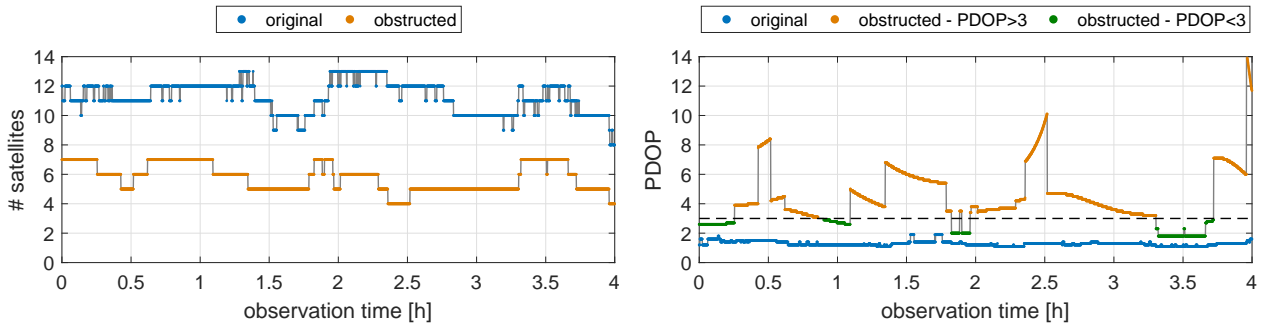 original obstructed
# satellites
14
12
10
8
6
4
2
0
0 0.5 1 1.5 2 2.5 3 3.5 4
observation time [h]
original obstructed - PDOP>3 obstructed - PDOP<3
PDOP
14
12
10
8
6
4
2
0
0 0.5 1 1.5 2 2.5 3 3.5 4
observation time [h]